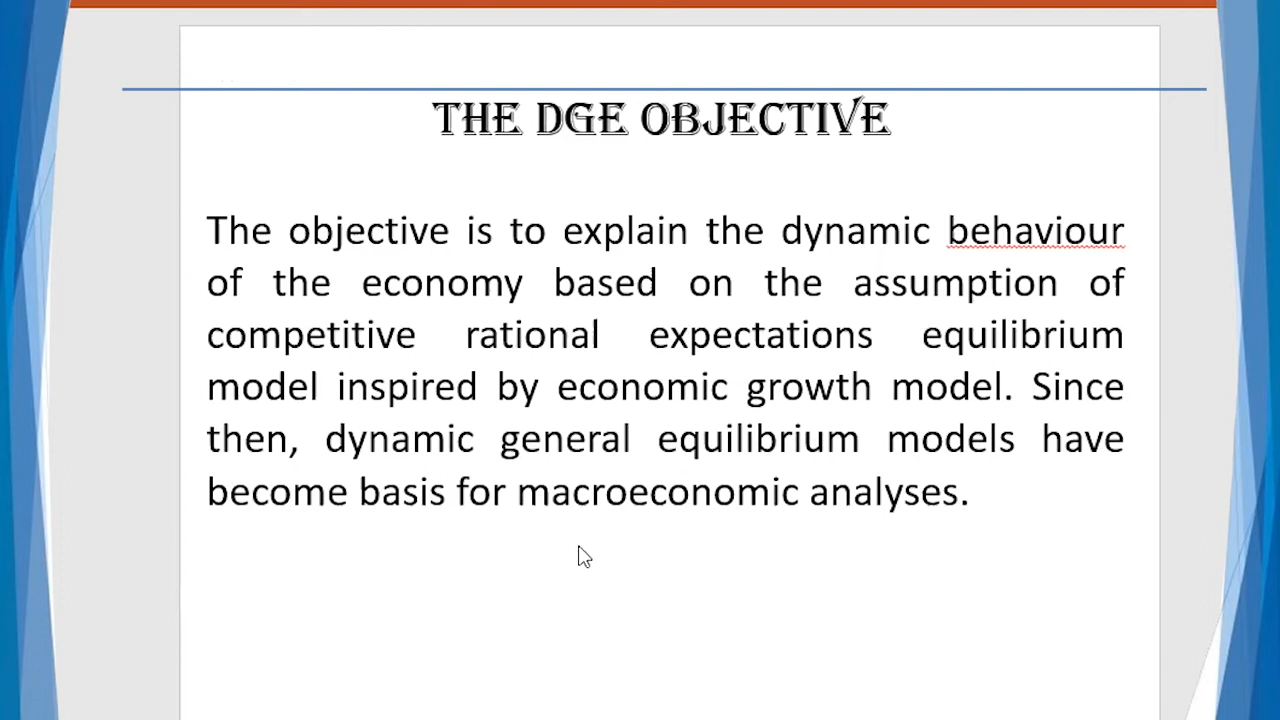 THE DGE OBJECTIVE
The objective is to explain the dynamic behaviour
of the economy based on the assumption of
competitive rational expectations equilibrium
model inspired by economic growth model. Since
then, dynamic general equilibrium models have
become basis for macroeconomic analyses.